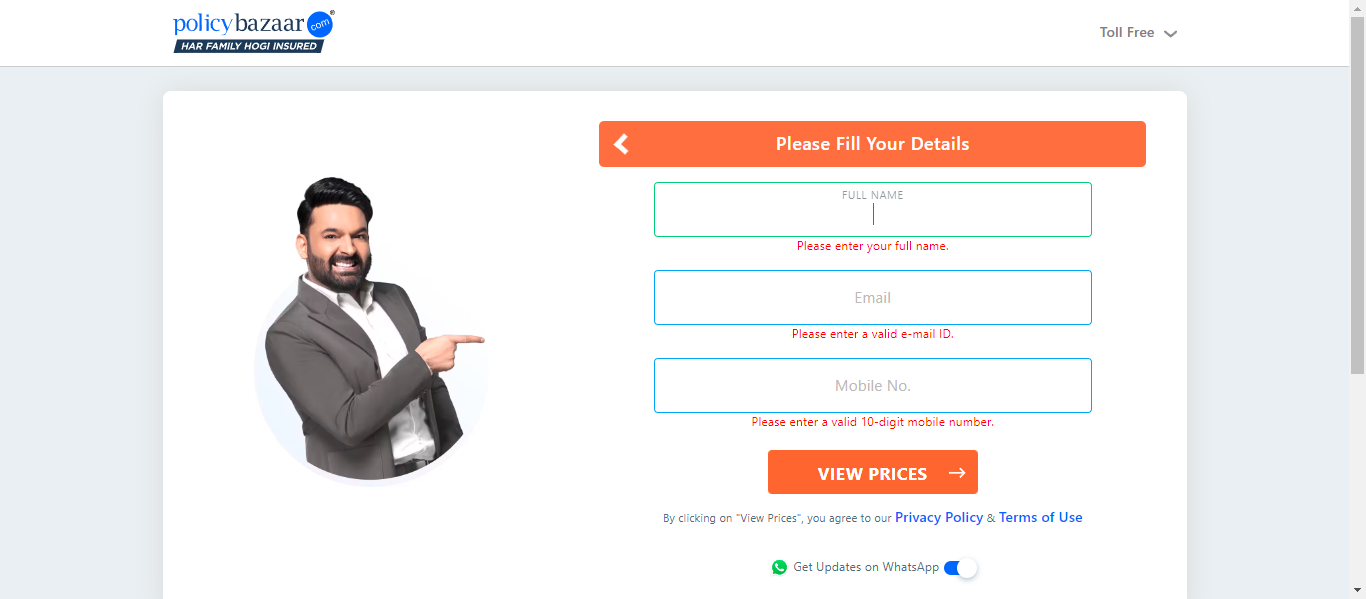 policybazaar.com®
HAR FAMILY HOGI INSURED
Toll Free
Please Fill Your Details
FULL NAME
Please enter your full name.
Email
Please enter a valid e-mail ID.
Mobile No.
Please enter a valid 10-digit mobile number.
VIEW PRICES →
By clicking on "View Prices", you agree to our Privacy Policy & Terms of Use
Get Updates on WhatsApp